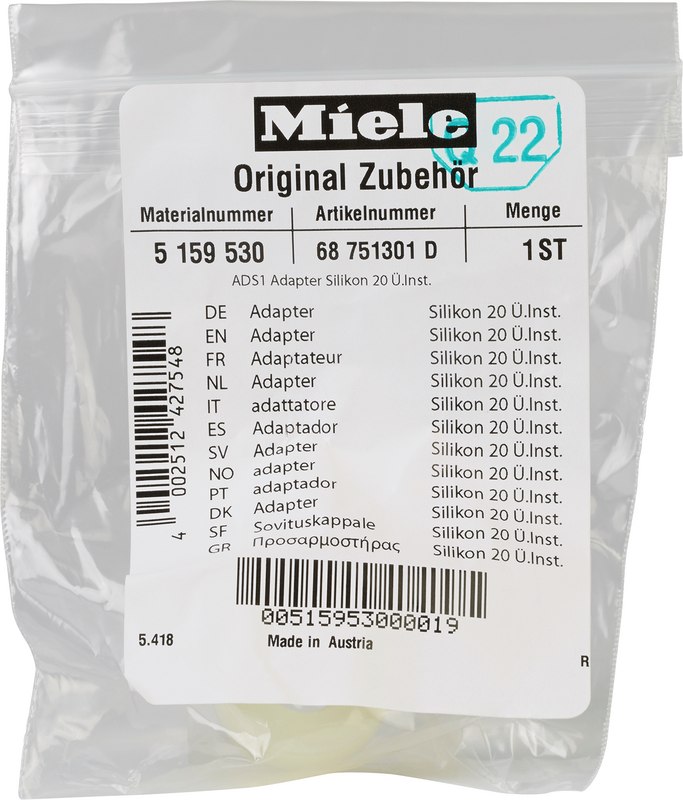 Miele
Q 22
Original Zubehör
Materialnummer Artikelnummer Menge
5 159 530 68 751301 D 1 ST
ADS1 Adapter Silikon 20 Ü.Inst.
DE Adapter Silikon 20 Ü.Inst.
EN Adapter Silikon 20 Ü.Inst.
FR Adaptateur Silikon 20 Ü.Inst.
NL Adapter Silikon 20 Ü.Inst.
IT adattatore Silikon 20 Ü.Inst.
ES Adaptador Silikon 20 Ü.Inst.
SV Adapter Silikon 20 Ü.Inst.
NO adapter Silikon 20 Ü.Inst.
PT adaptador Silikon 20 Ü.Inst.
DK Adapter Silikon 20 Ü.Inst.
SF Sovituskappale Silikon 20 Ü.Inst.
GR Προσαρμοστήρας Silikon 20 Ü.Inst.
4 002512 427548
00515953000019
5.418 Made in Austria
R